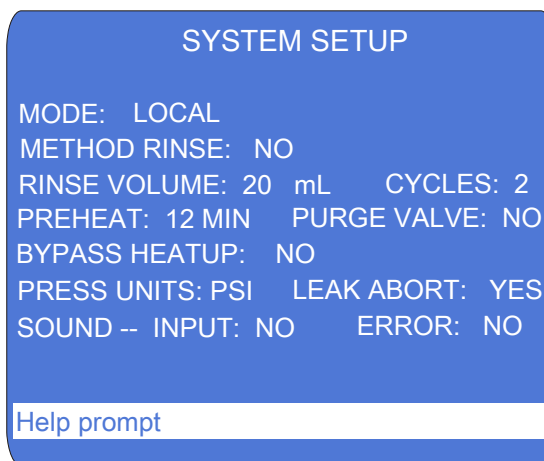 SYSTEM SETUP
MODE: LOCAL
METHOD RINSE: NO
RINSE VOLUME: 20 mL CYCLES: 2
PREHEAT: 12 MIN PURGE VALVE: NO
BYPASS HEATUP: NO
PRESS UNITS: PSI LEAK ABORT: YES
SOUND -- INPUT: NO ERROR: NO
Help prompt